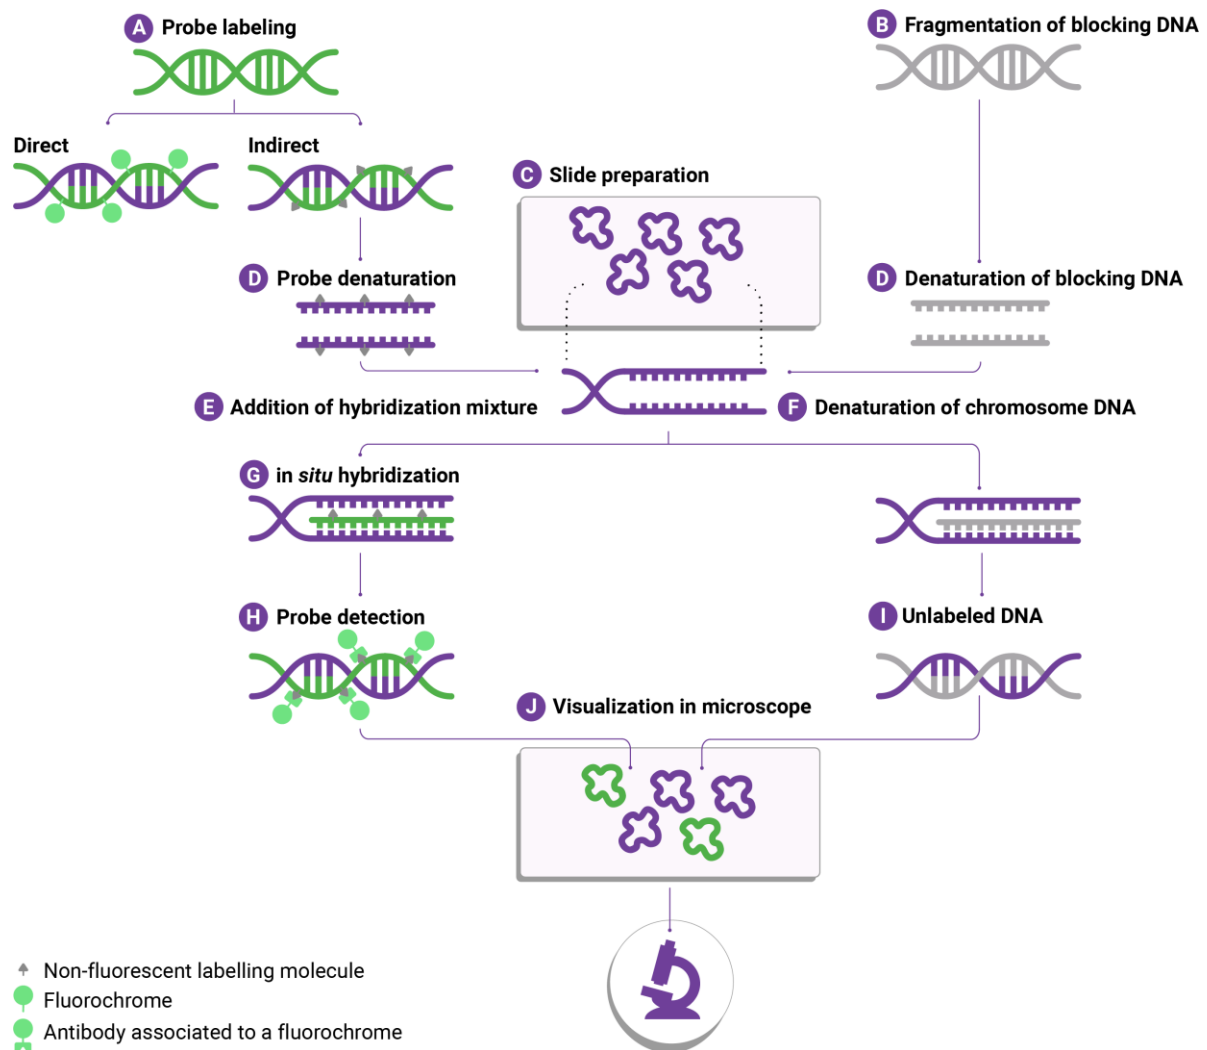 A Probe labeling
B Fragmentation of blocking DNA
Direct
Indirect
C Slide preparation
D Probe denaturation
D Denaturation of blocking DNA
E Addition of hybridization mixture
F Denaturation of chromosome DNA
G in situ hybridization
H Probe detection
I Unlabeled DNA
J Visualization in microscope
Non-fluorescent labelling molecule
Fluorochrome
Antibody associated to a fluorochrome